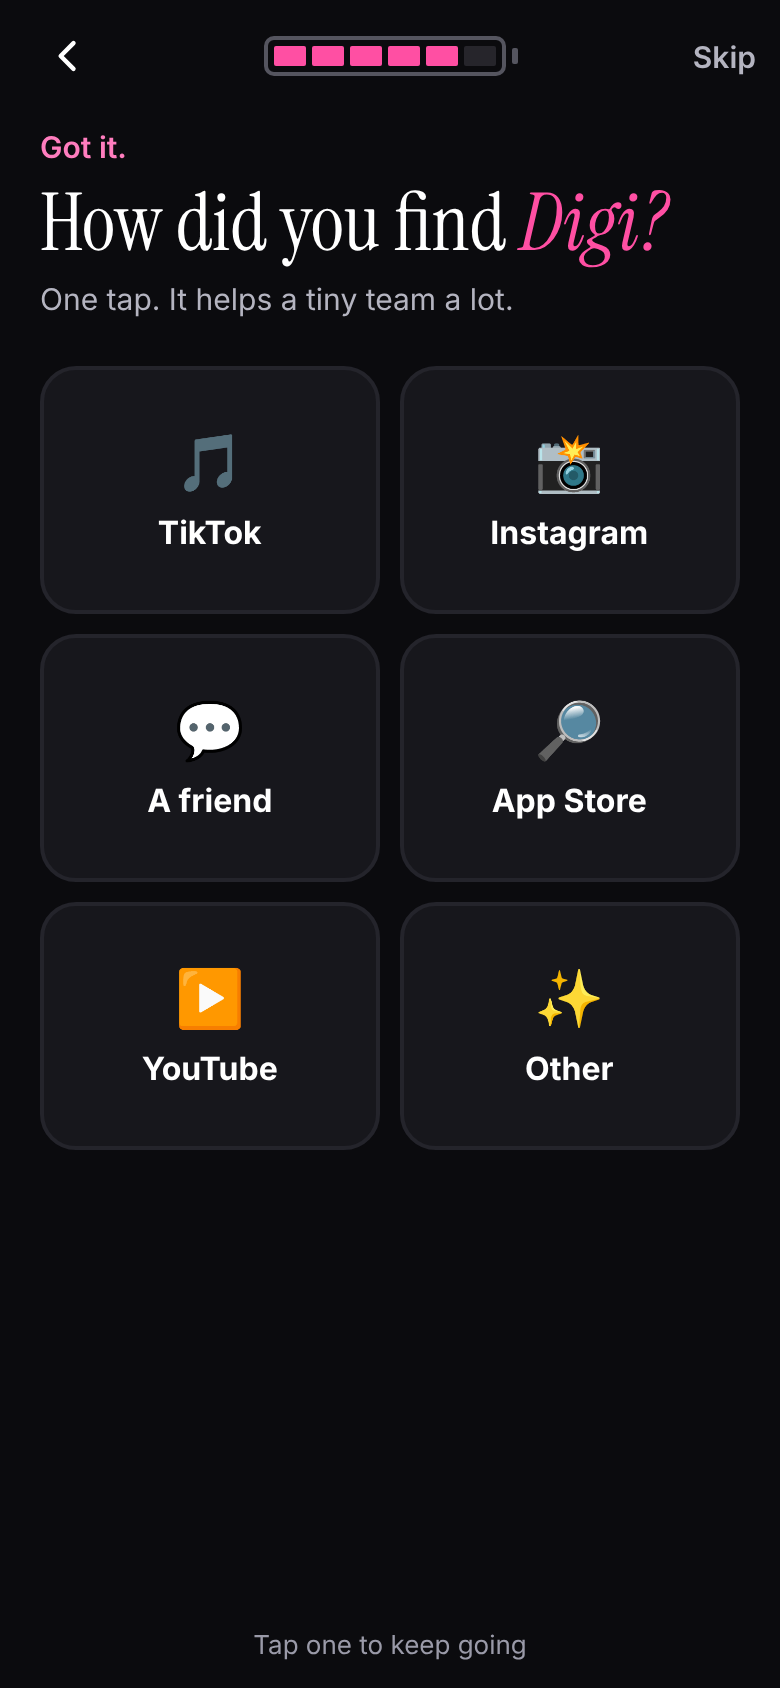 Skip
Got it.
How did you find Digi?
One tap. It helps a tiny team a lot.
TikTok
Instagram
A friend
App Store
YouTube
Other
Tap one to keep going